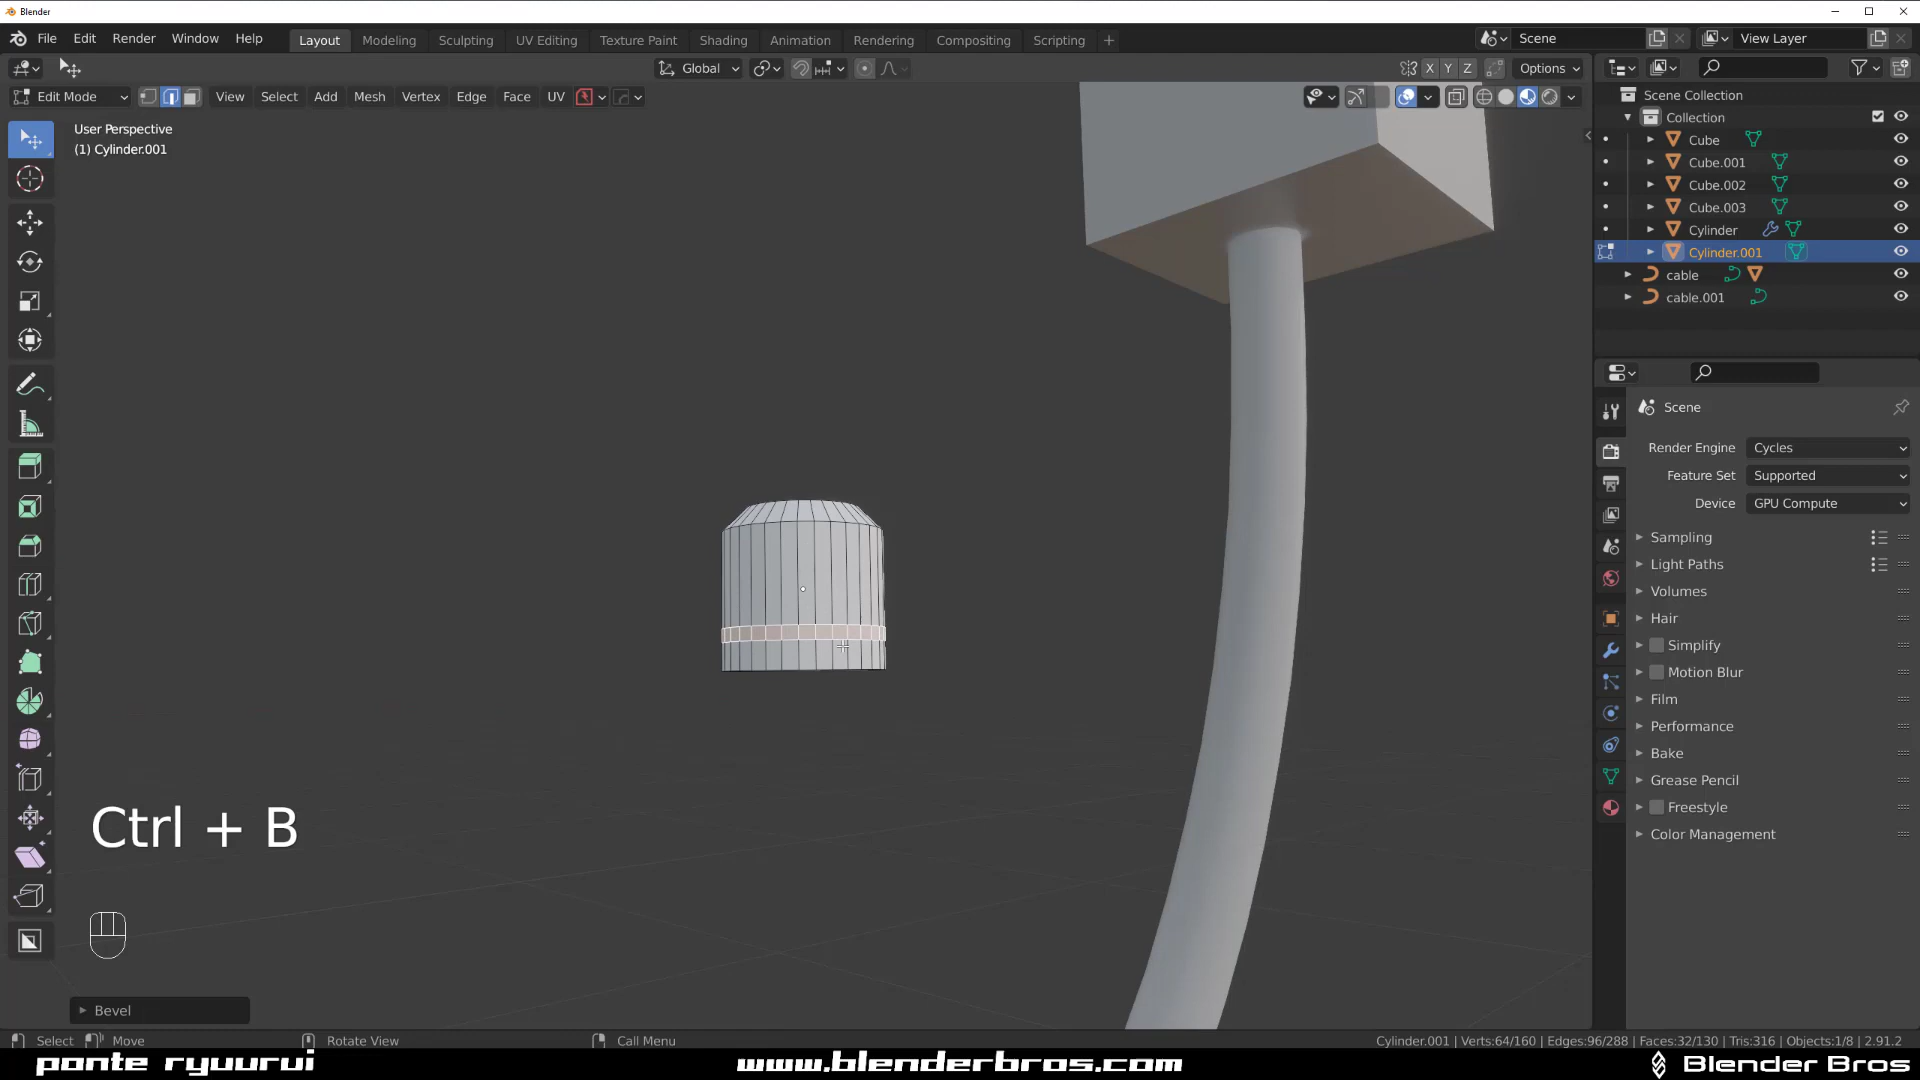 Blender
File Edit Render Window Help Layout Modeling Sculpting UV Editing Texture Paint Shading Animation Rendering Compositing Scripting + Scene View Layer
Global X Y Z Options
Edit Mode View Select Add Mesh Vertex Edge Face UV
User Perspective
(1) Cylinder.001
Scene Collection
Collection
Cube
Cube.001
Cube.002
Cube.003
Cylinder
Cylinder.001
cable
cable.001
Scene
Render Engine Cycles
Feature Set Supported
Device GPU Compute
Sampling
Light Paths
Volumes
Hair
Simplify
Motion Blur
Film
Performance
Bake
Grease Pencil
Freestyle
Color Management
Ctrl + B
Bevel
Select Move Rotate View Call Menu Cylinder.001 | Verts:64/160 | Edges:96/288 | Faces:32/130 | Tris:316 | Objects:1/8 | 2.91.2
ponte ryuurui www.blenderbros.com Blender Bros